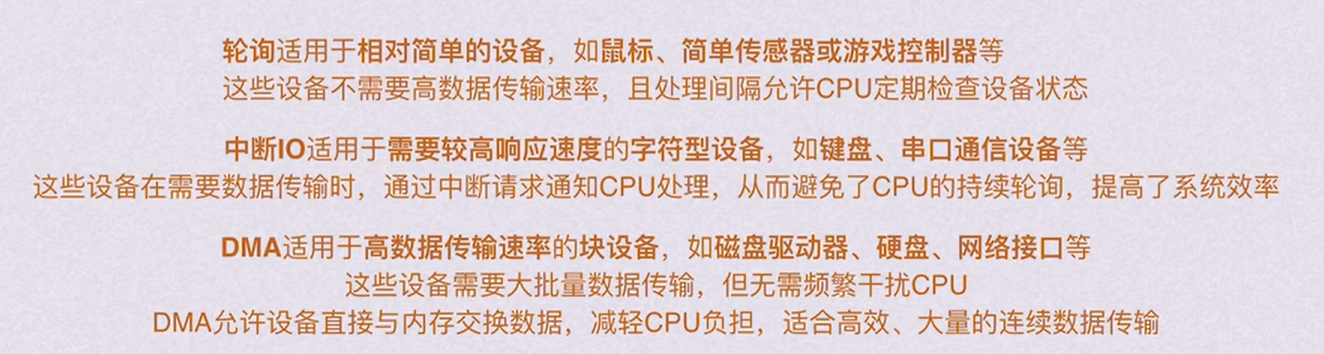 轮询适用于相对简单的设备，如鼠标、简单传感器或游戏控制器等
这些设备不需要高数据传输速率，且处理间隔允许CPU定期检查设备状态
中断IO适用于需要较高响应速度的字符型设备，如键盘、串口通信设备等
这些设备在需要数据传输时，通过中断请求通知CPU处理，从而避免了CPU的持续轮询，提高了系统效率
DMA适用于高数据传输速率的块设备，如磁盘驱动器、硬盘、网络接口等
这些设备需要大批量数据传输，但无需频繁干扰CPU
DMA允许设备直接与内存交换数据，减轻CPU负担，适合高效、大量的连续数据传输